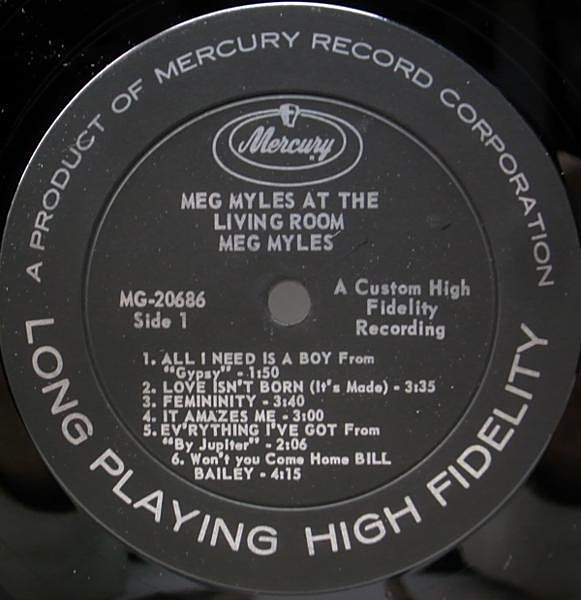 A PRODUCT OF MERCURY RECORD CORPORATION
Mercury
MEG MYLES AT THE
LIVING ROOM
MEG MYLES
MG-20686
Side 1
A Custom High
Fidelity
Recording
1. ALL I NEED IS A BOY From
"Gypsy" - 1:50
2. LOVE ISN'T BORN (It's Made) - 3:35
3. FEMININITY - 3:40
4. IT AMAZES ME - 3:00
5. EV'RYTHING I'VE GOT From
"By Jupiter" - 2:06
6. Won't you Come Home BILL
BAILEY - 4:15
LONG PLAYING HIGH FIDELITY